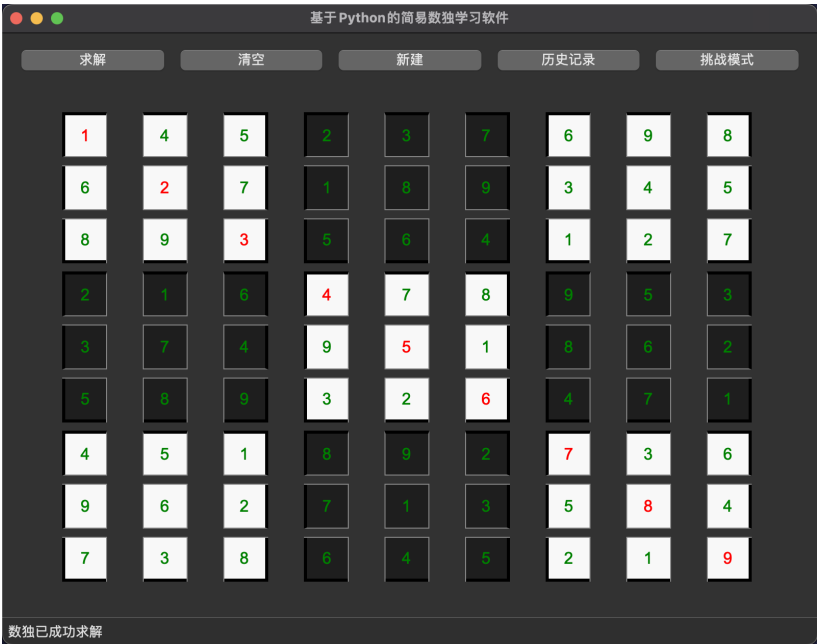 基于Python的简易数独学习软件
求解 清空 新建 历史记录 挑战模式
1 4 5 2 3 7 6 9 8
6 2 7 1 8 9 3 4 5
8 9 3 5 6 4 1 2 7
2 1 6 4 7 8 9 5 3
3 7 4 9 5 1 8 6 2
5 8 9 3 2 6 4 7 1
4 5 1 8 9 2 7 3 6
9 6 2 7 1 3 5 8 4
7 3 8 6 4 5 2 1 9
数独已成功求解